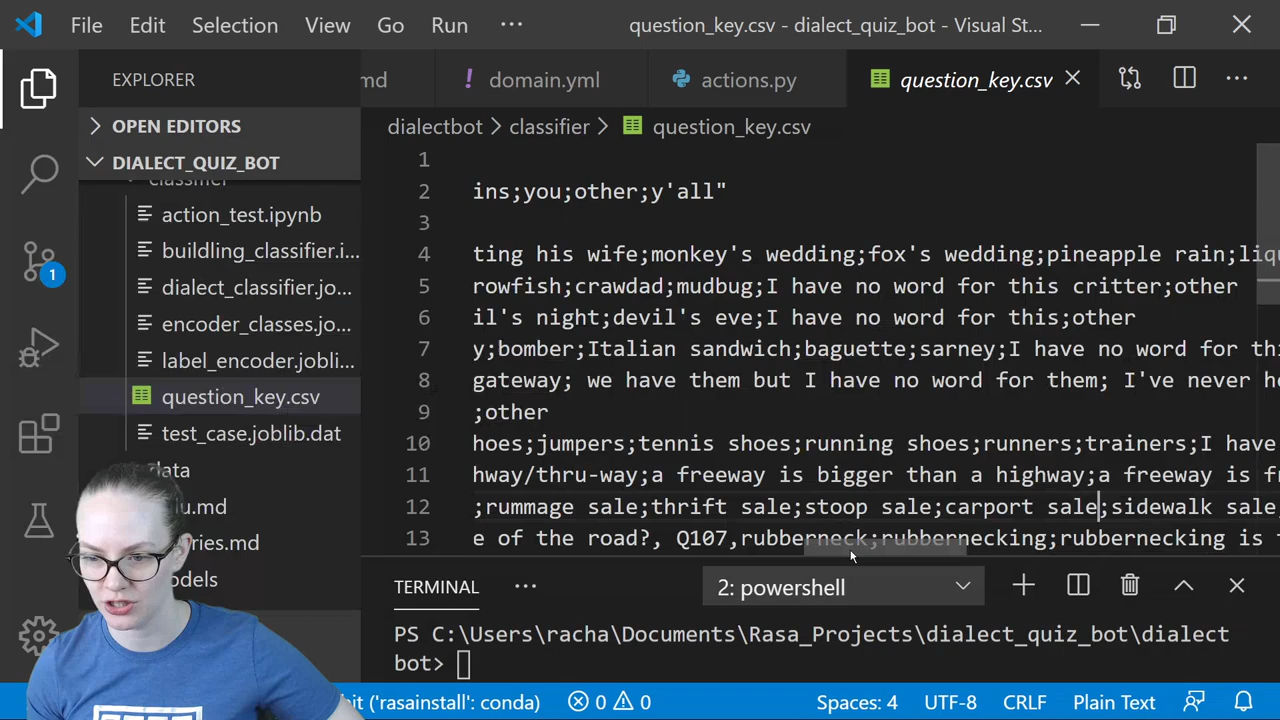 File Edit Selection View Go Run ··· question_key.csv - dialect_quiz_bot - Visual St...
EXPLORER
OPEN EDITORS
DIALECT_QUIZ_BOT
action_test.ipynb
buildling_classifier.i...
dialect_classifier.jo...
encoder_classes.jo...
label_encoder.jobli...
question_key.csv
test_case.joblib.dat
data
1
md domain.yml actions.py question_key.csv
dialectbot classifier question_key.csv
1
2 ins;you;other;y'all"
3
4 ting his wife;monkey's wedding;fox's wedding;pineapple rain;liqu
5 rowfish;crawdad;mudbug;I have no word for this critter;other
6 il's night;devil's eve;I have no word for this;other
7 y;bomber;Italian sandwich;baguette;sarney;I have no word for thi
8 gateway; we have them but I have no word for them; I've never he
9 ;other
10 hoes;jumpers;tennis shoes;running shoes;runners;trainers;I have
11 hway/thru-way;a freeway is bigger than a highway;a freeway is fr
12 ;rummage sale;thrift sale;stoop sale;carport sale;sidewalk sale
13 e of the road?, Q107,rubberneck;rubbernecking;rubbernecking is t
TERMINAL ··· 2: powershell
PS C:\Users\racha\Documents\Rasa_Projects\dialect_quiz_bot\dialect
bot>
bit ('rasainstall': conda) 0 0 Spaces: 4 UTF-8 CRLF Plain Text